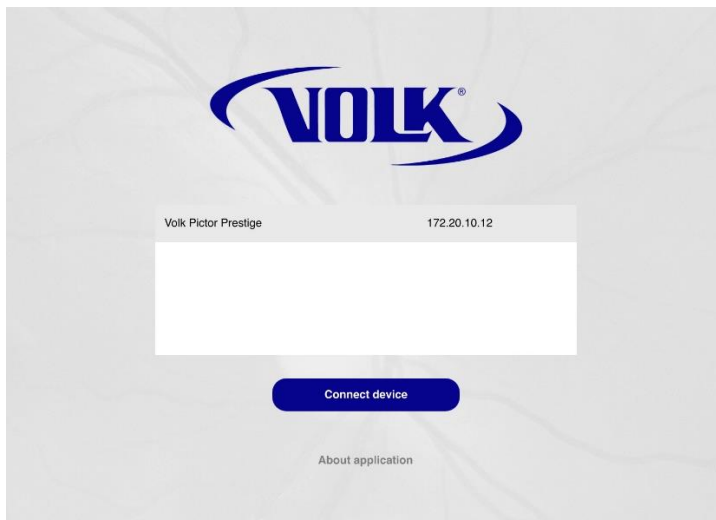 VOLK®
Volk Pictor Prestige 172.20.10.12
Connect device
About application